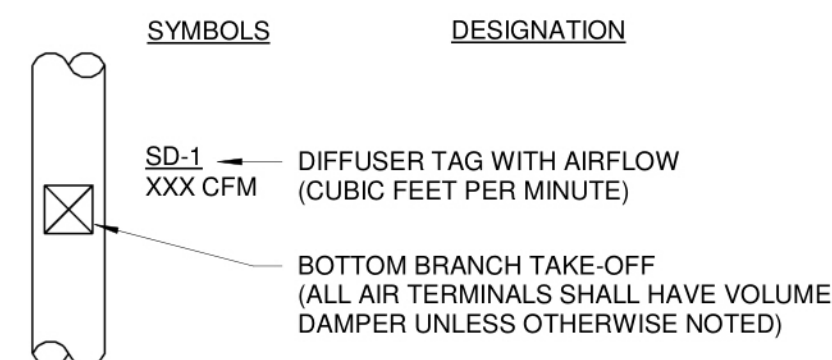 SYMBOLS DESIGNATION
SD-1 DIFFUSER TAG WITH AIRFLOW
XXX CFM (CUBIC FEET PER MINUTE)
BOTTOM BRANCH TAKE-OFF
(ALL AIR TERMINALS SHALL HAVE VOLUME
DAMPER UNLESS OTHERWISE NOTED)